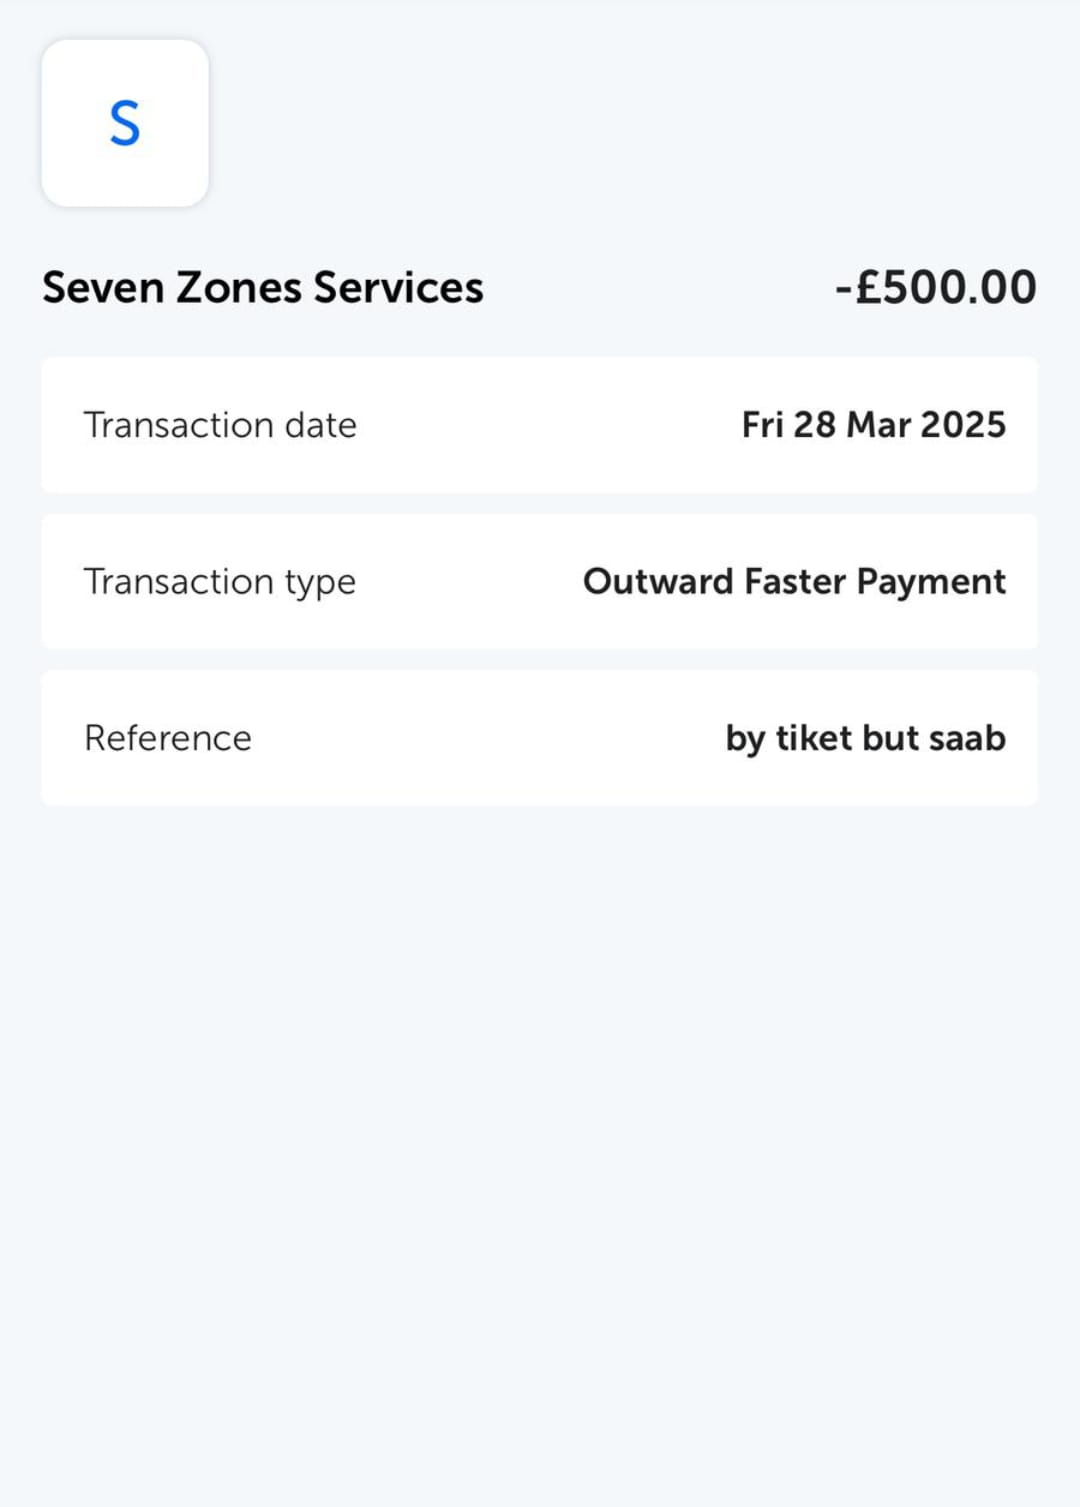 S
Seven Zones Services -£500.00
Transaction date Fri 28 Mar 2025
Transaction type Outward Faster Payment
Reference by tiket but saab